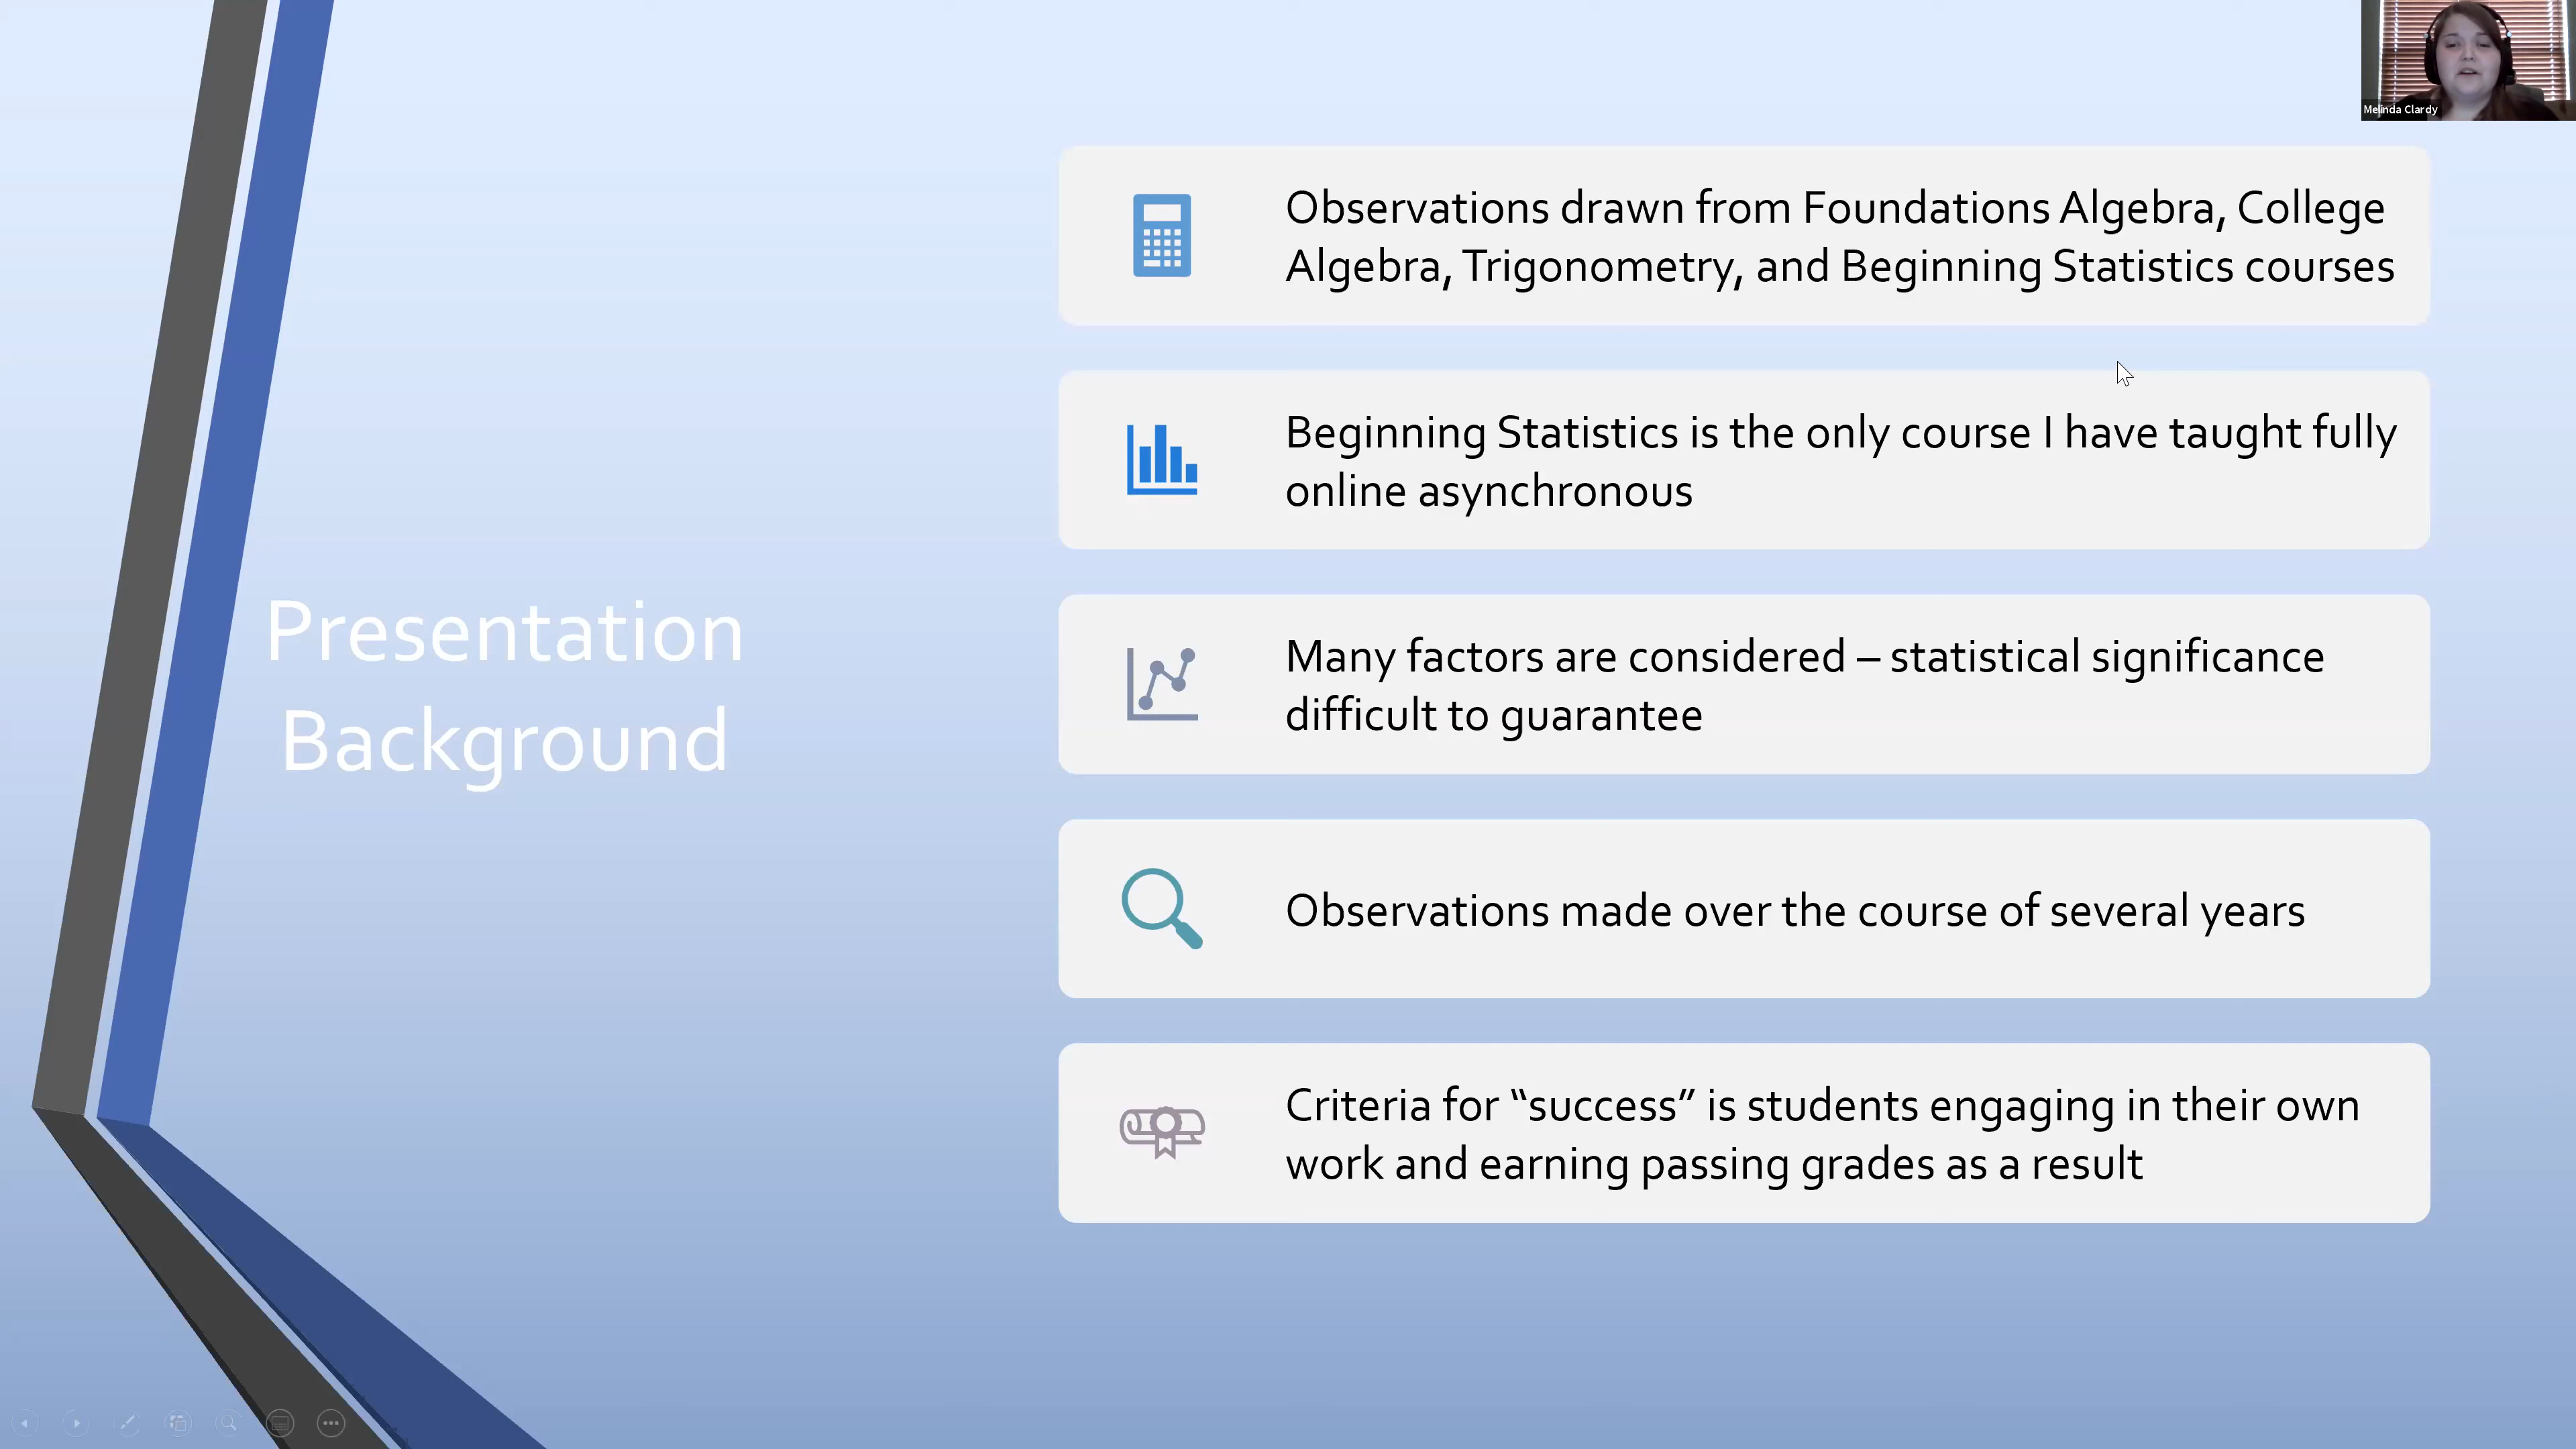 Melinda Clardy
Presentation
Background
Observations drawn from Foundations Algebra, College
Algebra, Trigonometry, and Beginning Statistics courses
Beginning Statistics is the only course I have taught fully
online asynchronous
Many factors are considered – statistical significance
difficult to guarantee
Observations made over the course of several years
Criteria for “success” is students engaging in their own
work and earning passing grades as a result